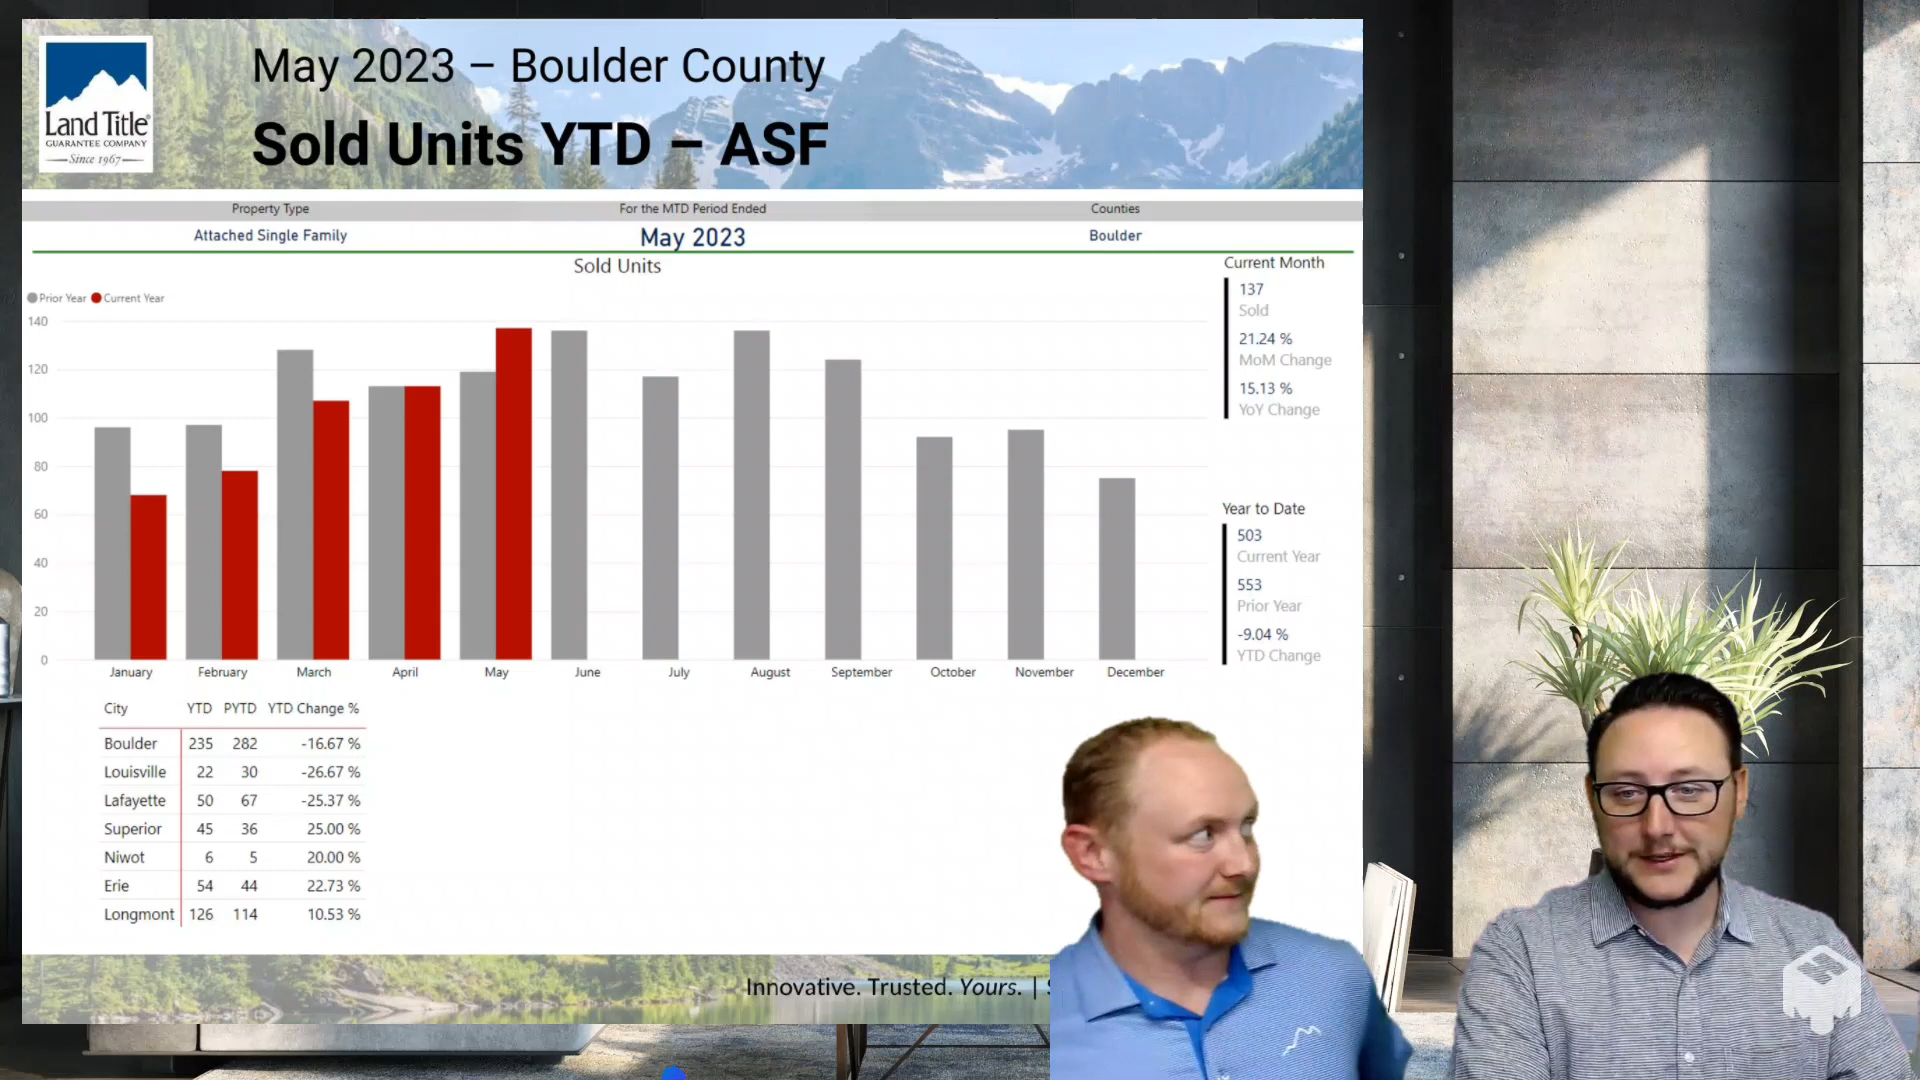 May 2023 – Boulder County
Sold Units YTD – ASF
Land Title®
GUARANTEE COMPANY
Since 1967
Property Type
For the MTD Period Ended
Counties
Attached Single Family
May 2023
Boulder
Sold Units
Prior Year Current Year
140
120
100
80
60
40
20
0
January February March April May June July August September October November December
Current Month
137
Sold
21.24 %
MoM Change
15.13 %
YoY Change
Year to Date
503
Current Year
553
Prior Year
-9.04 %
YTD Change
City YTD PYTD YTD Change %
Boulder 235 282 -16.67 %
Louisville 22 30 -26.67 %
Lafayette 50 67 -25.37 %
Superior 45 36 25.00 %
Niwot 6 5 20.00 %
Erie 54 44 22.73 %
Longmont 126 114 10.53 %
Innovative. Trusted. Yours. |